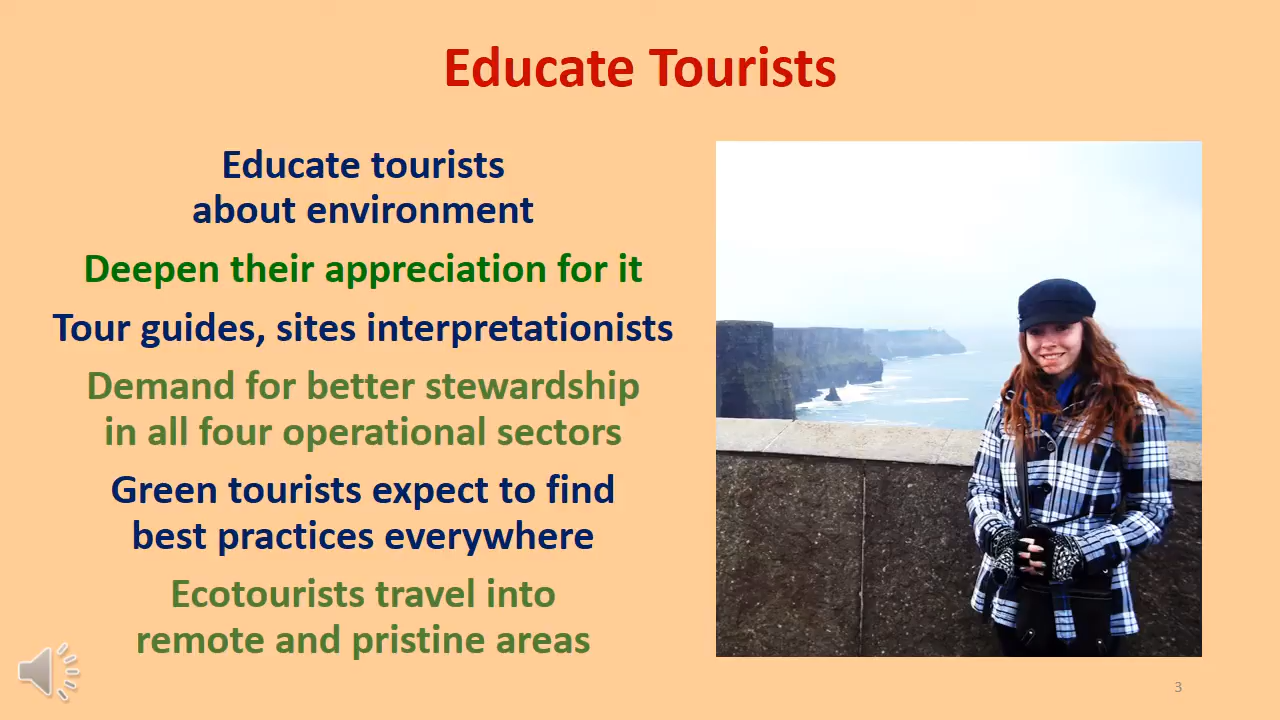 Educate Tourists
Educate tourists
about environment
Deepen their appreciation for it
Tour guides, sites interpretationists
Demand for better stewardship
in all four operational sectors
Green tourists expect to find
best practices everywhere
Ecotourists travel into
remote and pristine areas
3